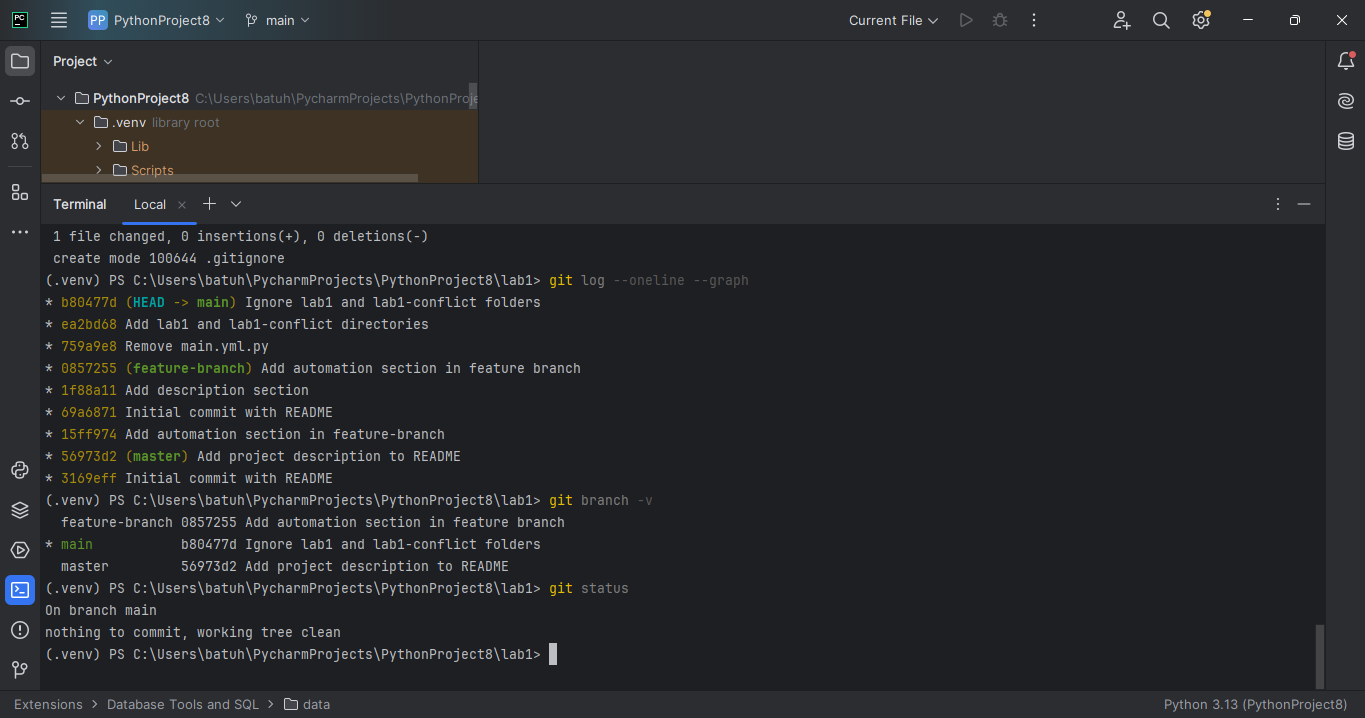 PC
PP PythonProject8 main Current File
Project
PythonProject8 C:\Users\batuh\PycharmProjects\PythonProje
.venv library root
Lib
Scripts
Terminal Local
1 file changed, 0 insertions(+), 0 deletions(-)
create mode 100644 .gitignore
(.venv) PS C:\Users\batuh\PycharmProjects\PythonProject8\lab1> git log --oneline --graph
* b80477d (HEAD -> main) Ignore lab1 and lab1-conflict folders
* ea2bd68 Add lab1 and lab1-conflict directories
* 759a9e8 Remove main.yml.py
* 0857255 (feature-branch) Add automation section in feature branch
* 1f88a11 Add description section
* 69a6871 Initial commit with README
* 15ff974 Add automation section in feature-branch
* 56973d2 (master) Add project description to README
* 3169eff Initial commit with README
(.venv) PS C:\Users\batuh\PycharmProjects\PythonProject8\lab1> git branch -v
feature-branch 0857255 Add automation section in feature branch
* main b80477d Ignore lab1 and lab1-conflict folders
master 56973d2 Add project description to README
(.venv) PS C:\Users\batuh\PycharmProjects\PythonProject8\lab1> git status
On branch main
nothing to commit, working tree clean
(.venv) PS C:\Users\batuh\PycharmProjects\PythonProject8\lab1>
Extensions > Database Tools and SQL > data Python 3.13 (PythonProject8)